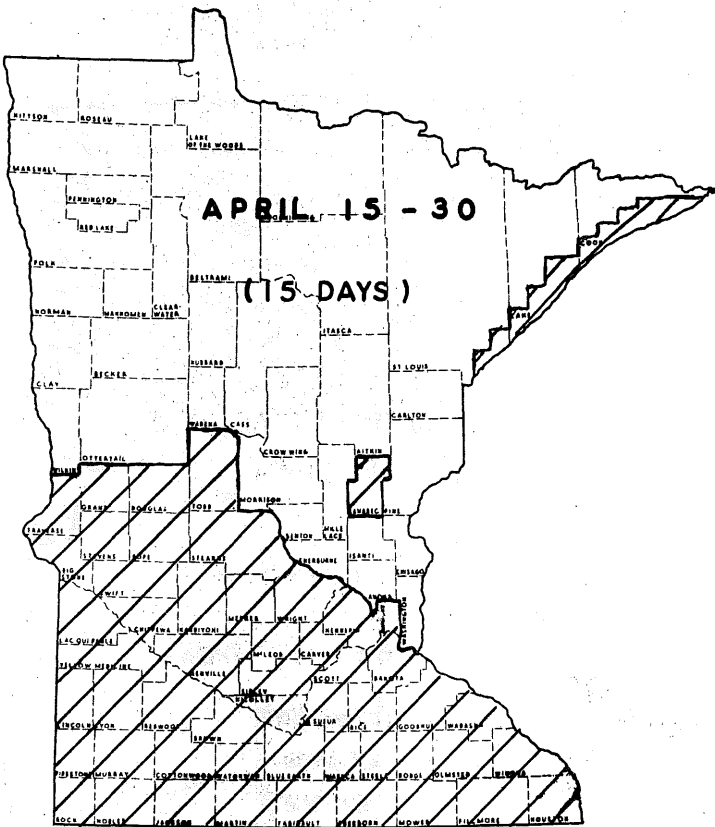 KITTSON
ROSEAU
LAKE
OF THE WOODS
MARSHALL
PENNINGTON
RED LAKE
APRIL 15 - 30
COOK
POLK
BELTRAMI
(15 DAYS)
NORMAN
MAHNOMEN
CLEAR-
WATER
LAKE
ITASCA
HUBBARD
ST LOUIS
BECKER
CLAY
CARLTON
WADENA
CASS
OTTERTAIL
CROW WING
AITKIN
WILKIN
MORRISON
GRANT
DOUGLAS
TODD
KANABEC
PINE
TRAVERSE
MILLE
LACS
BENTON
STEVENS
POPE
STEARNS
SHERBURNE
ISANTI
BIG
STONE
CHISAGO
SWIFT
ANOKA
MEEKER
WRIGHT
WASHINGTON
LAC QUI PARLE
CHIPPEWA
KANDIYOHI
HENNEPIN
MCLEOD
CARVER
YELLOW MEDICINE
RENVILLE
SCOTT
DAKOTA
SIBLEY
NICOLLET
LINCOLN
LYON
REDWOOD
LE SUEUR
RICE
GOODHUE
WABASHA
BROWN
PIPESTONE
MURRAY
COTTONWOOD
WATONWAN
BLUE EARTH
WASECA
STEELE
DODGE
OLMSTED
WINONA
ROCK
NOBLES
JACKSON
MARTIN
FARIBAULT
FREEBORN
MOWER
FILLMORE
HOUSTON